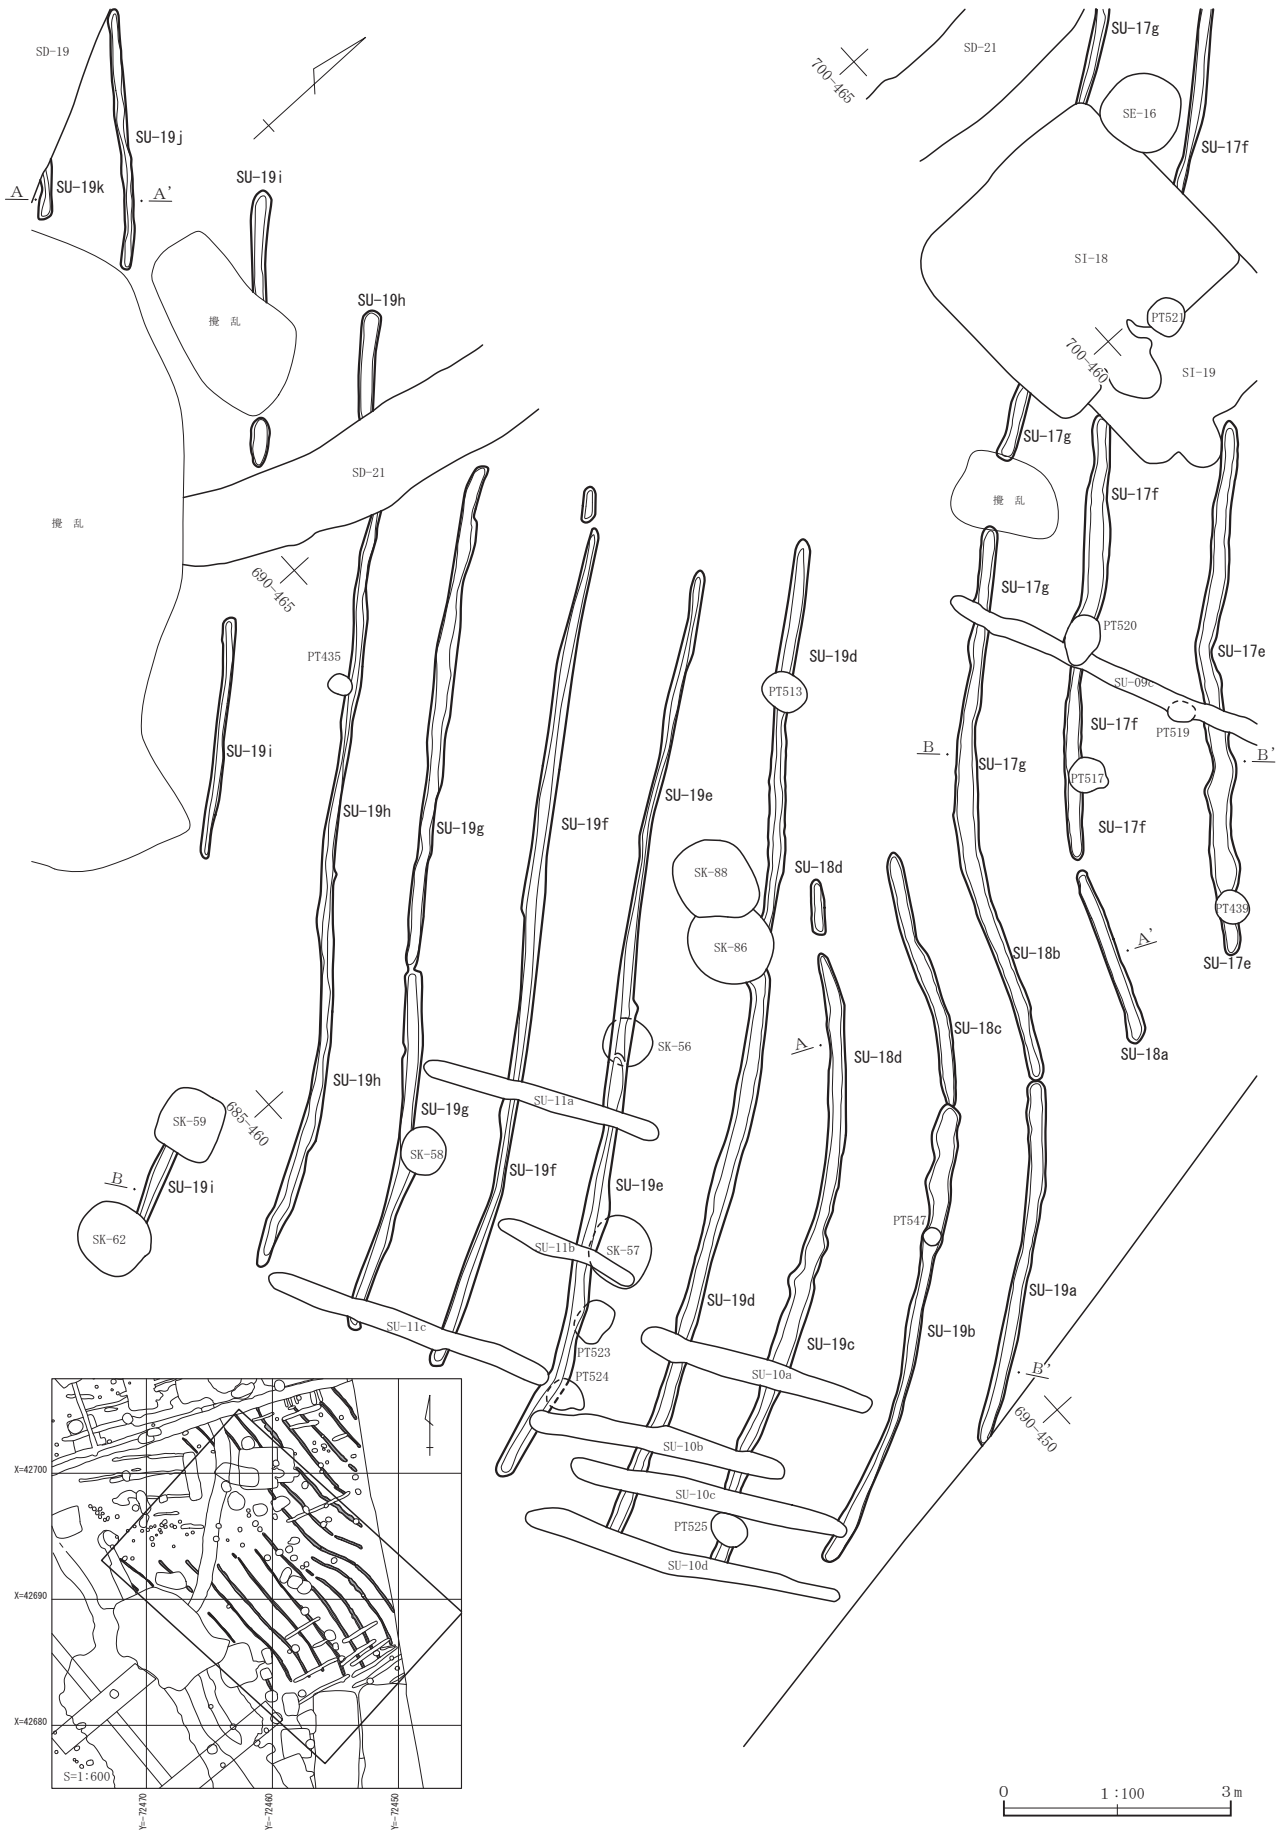 SD-19
SU-19j
SU-19k
A
A'
SU-19i
攪 乱
SU-19h
SD-21
攪 乱
690-465
PT435
SU-19i
SU-19h
SU-19g
SU-19f
SU-19e
SU-19d
PT513
SK-88
SK-86
SU-18d
SK-56
A
SU-18d
SU-18c
SU-18b
700-465
SD-21
SU-17g
SE-16
SU-17f
SI-18
PT521
700-460
SI-19
SU-17g
SU-17f
攪 乱
SU-17g
PT520
SU-17e
SU-09c
SU-17f
PT519
B
B'
SU-17g
PT517
SU-17f
PT439
SU-17e
A'
SU-18a
SU-19h
SU-11a
SU-19g
SK-59
685-460
SK-58
SU-19f
SU-19e
B
SU-19i
SK-62
SU-11b
SK-57
PT547
SU-19d
SU-19a
SU-11c
SU-19b
PT523
SU-19c
B'
PT524
SU-10a
690-450
SU-10b
SU-10c
PT525
SU-10d
X=42700
X=42690
X=42680
S=1:600
Y=-72470
Y=-72460
Y=-72450
0
1:100
3m